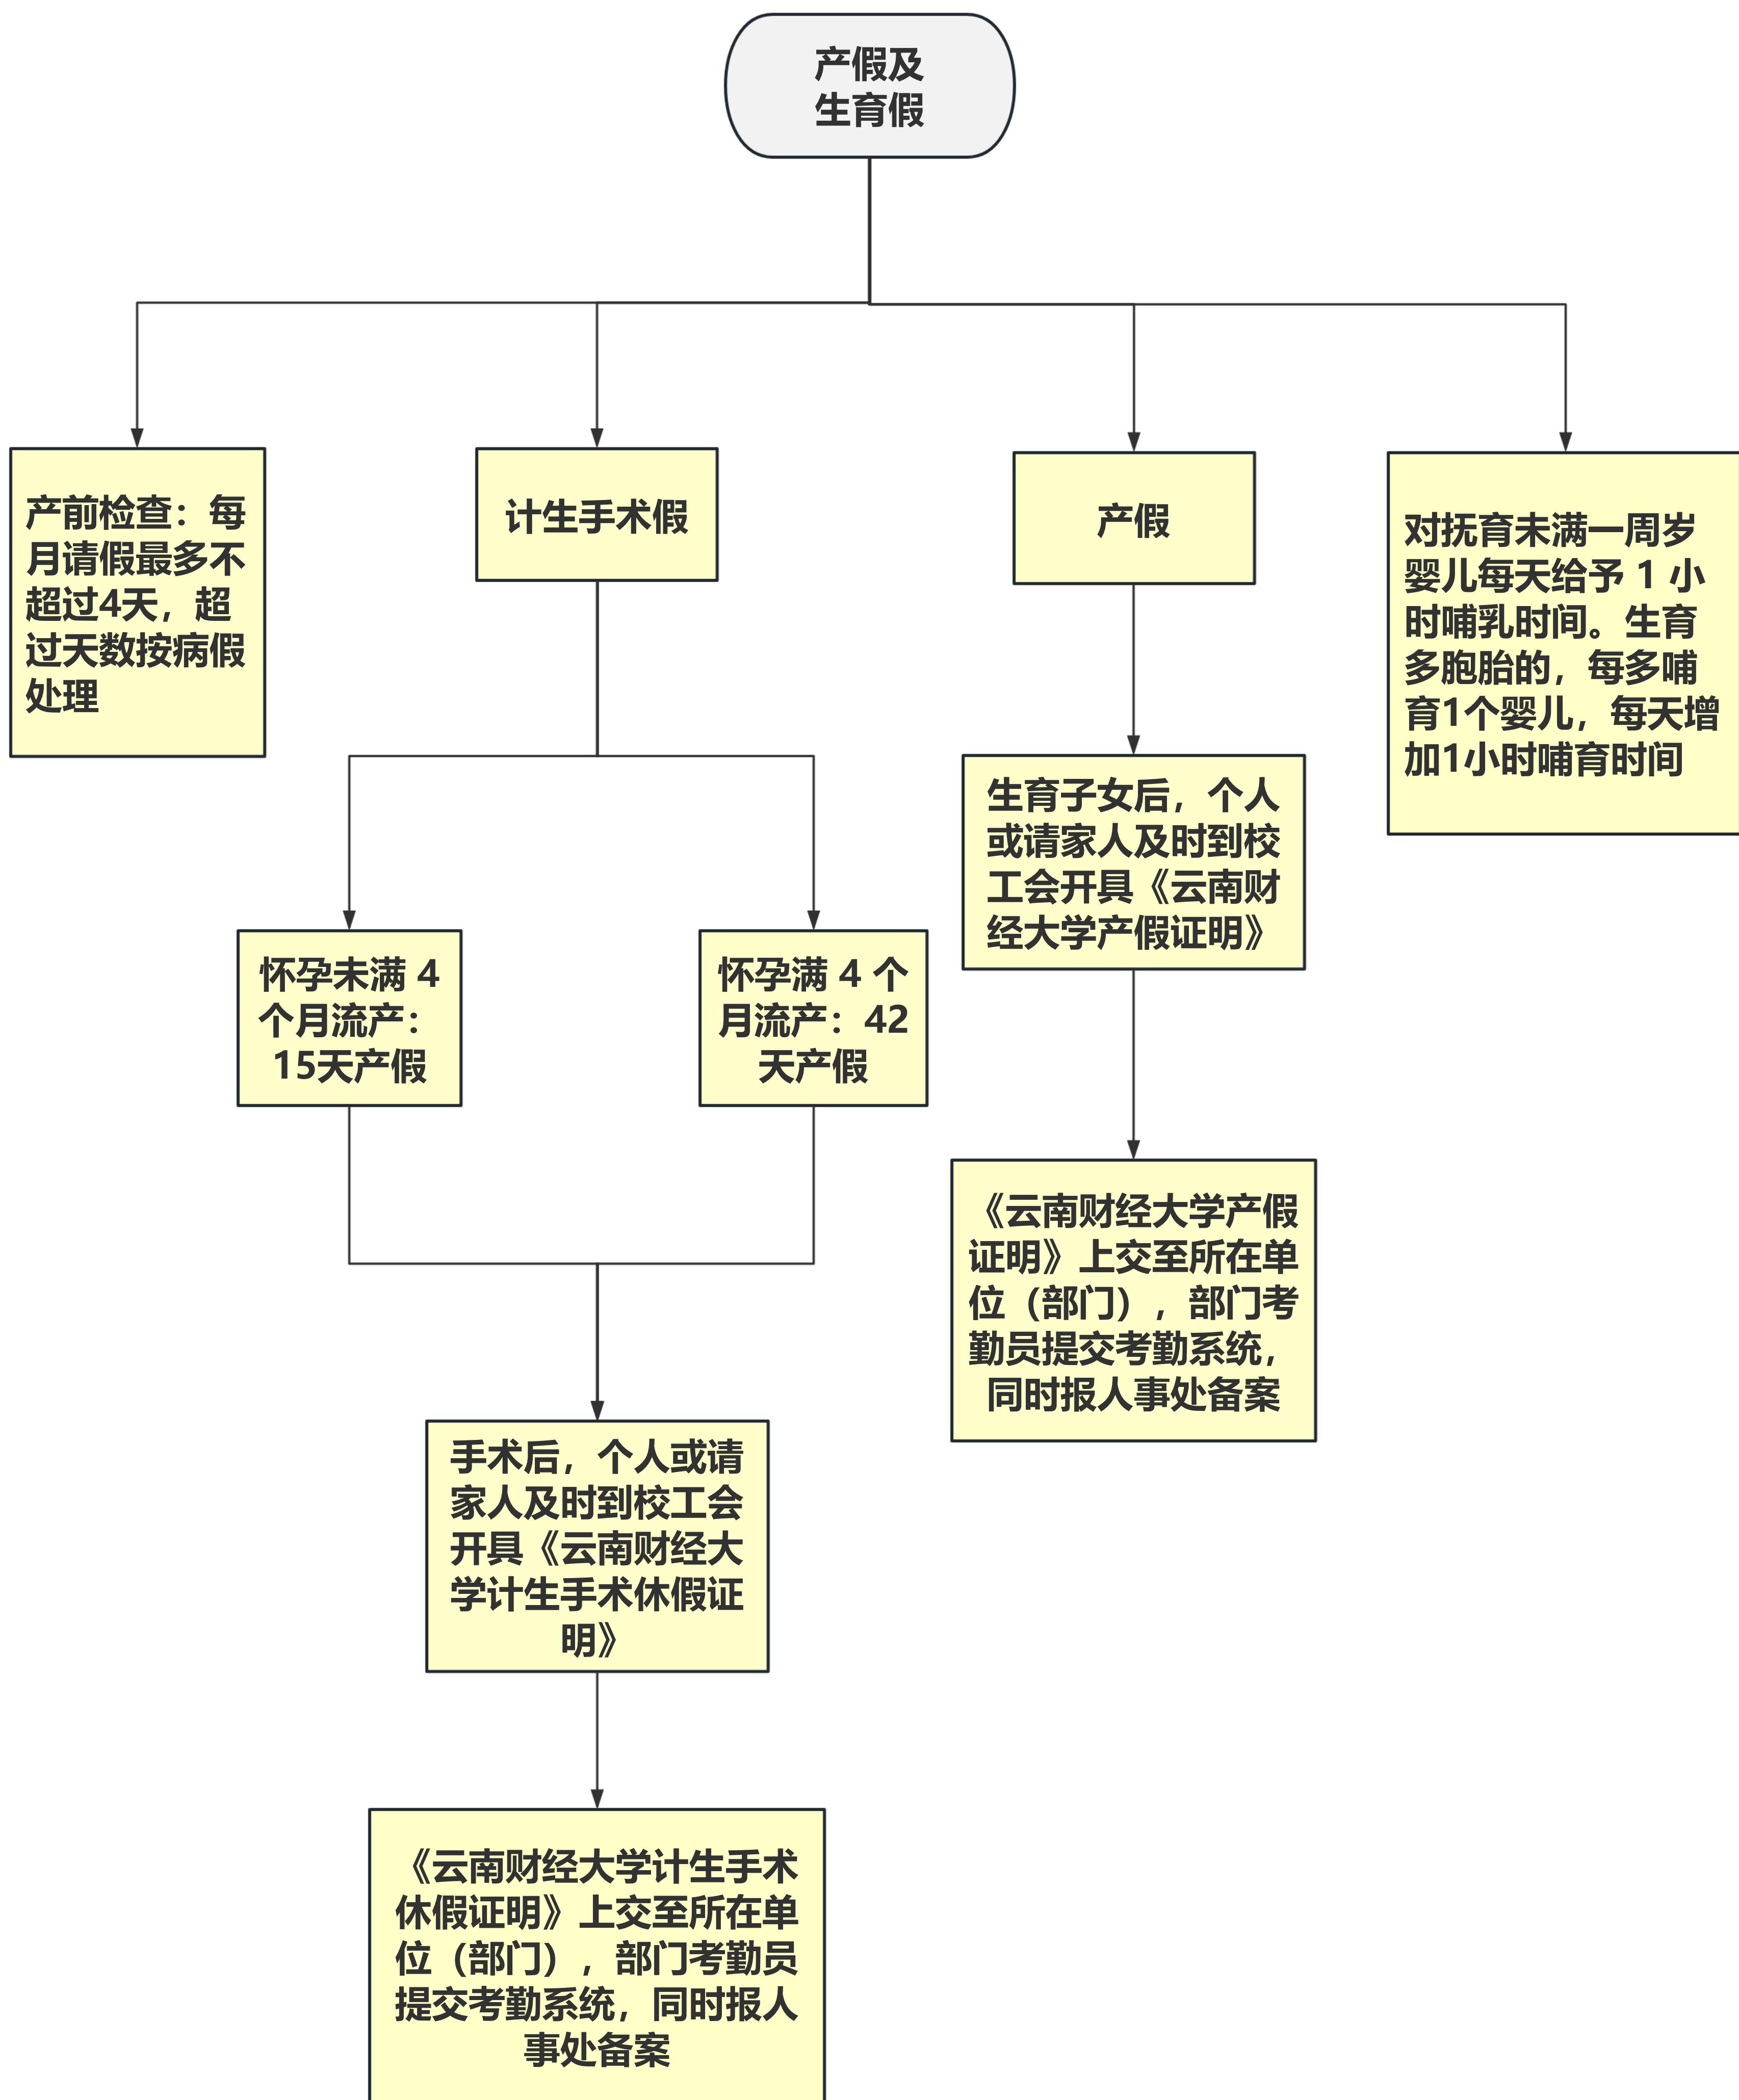 产假及
生育假
产前检查：每
月请假最多不
超过4天，超
过天数按病假
处理
计生手术假
产假
对抚育未满一周岁
婴儿每天给予 1 小
时哺乳时间。生育
多胞胎的，每多哺
育1个婴儿，每天增
加1小时哺育时间
生育子女后，个人
或请家人及时到校
工会开具《云南财
经大学产假证明》
怀孕未满 4
个月流产：
15天产假
怀孕满 4 个
月流产：42
天产假
《云南财经大学产假
证明》上交至所在单
位（部门），部门考
勤员提交考勤系统，
同时报人事处备案
手术后，个人或请
家人及时到校工会
开具《云南财经大
学计生手术休假证
明》
《云南财经大学计生手术
休假证明》上交至所在单
位（部门），部门考勤员
提交考勤系统，同时报人
事处备案